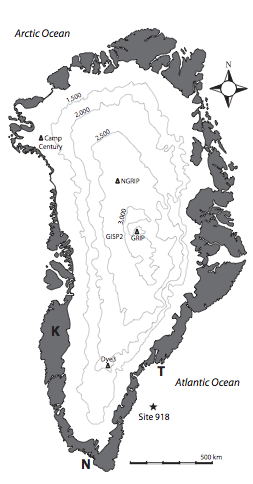 Arctic Ocean
N
1,500
2,000
2,500
Camp
Century
NGRIP
3,000
GISP2
GRIP
K
Dye3
T
Atlantic Ocean
Site 918
N
500 km